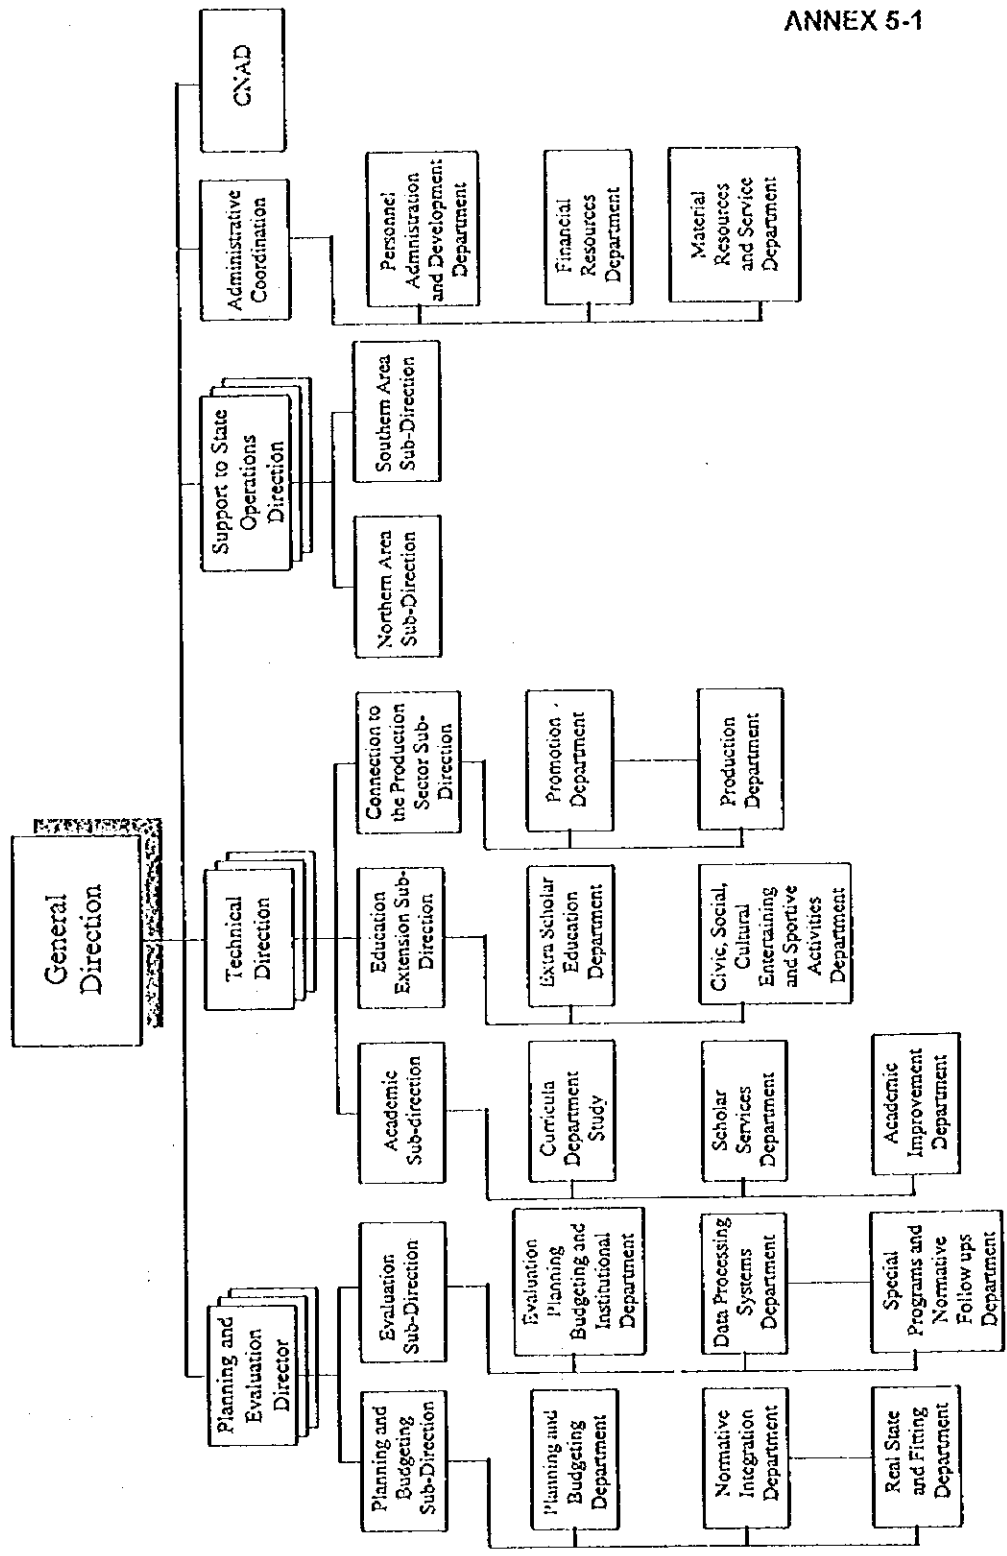 ANNEX 5-1
General
Direction
Planning and
Evaluation
Director
Technical
Direction
Support to State
Operations
Direction
Administrative
Coordination
CNAD
Planning and
Budgeting
Sub-Direction
Evaluation
Sub-Direction
Academic
Sub-direction
Education
Extension Sub-
Direction
Connection to
the Production
Sector Sub-
Direction
Northern Area
Sub-Direction
Southern Area
Sub-Direction
Personnel
Admnistration
and Development
Department
Financial
Resources
Department
Material
Resources
and Service
Department
Planning and
Budgeting
Department
Normative
Integration
Department
Real State
and Fitting
Department
Evaluation
Planning
Budgeting and
Institutional
Department
Data Processing
Systems
Department
Special
Programs and
Normative
Follow ups
Department
Curricula
Department
Study
Scholar
Services
Department
Academic
Improvement
Department
Extra Scholar
Education
Department
Civic, Social,
Cultural
Entertaining
and Sportive
Activities
Department
Promotion
Department
Production
Department